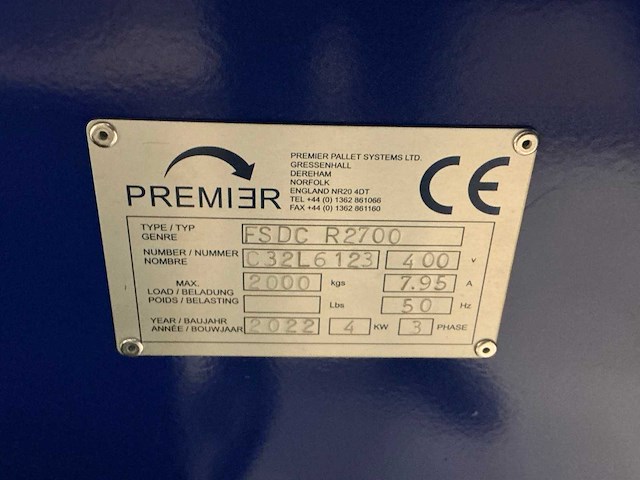 PREMIER
PREMIER PALLET SYSTEMS LTD.
GRESSENHALL
DEREHAM
NORFOLK
ENGLAND NR20 4DT
TEL +44 (0) 1362 861066
FAX +44 (0) 1362 861160
CE
TYPE / TYP
GENRE
FSDC R2700
NUMBER / NUMMER
NOMBRE
C32L6123
400 V
MAX.
LOAD / BELADUNG
POIDS / BELASTING
2000 kgs
7.95 A
Lbs
50 Hz
YEAR / BAUJAHR
ANNÉE / BOUWJAAR
2022
4 KW
3 PHASE